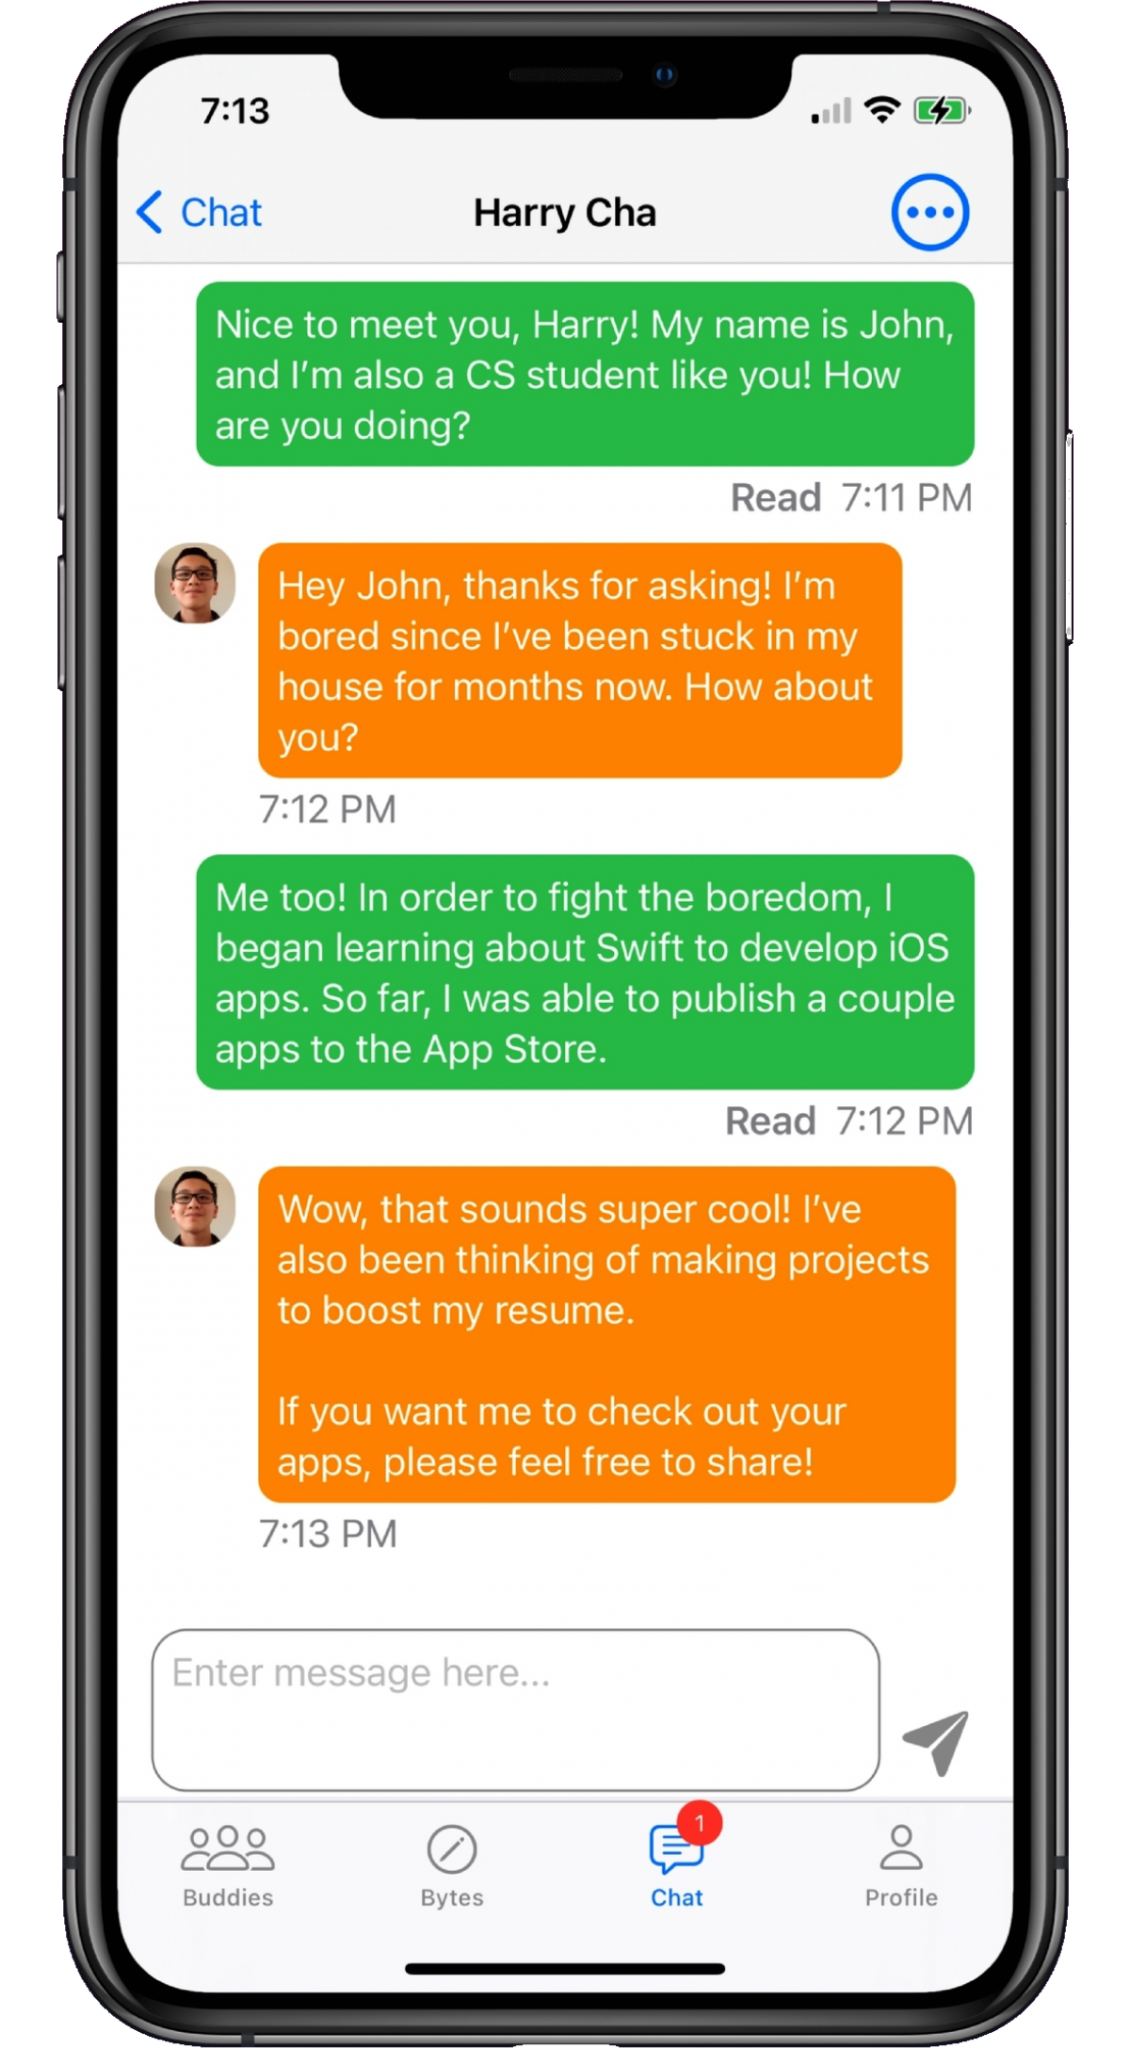 7:13
Chat
Harry Cha
Nice to meet you, Harry! My name is John,
and I'm also a CS student like you! How
are you doing?
Read 7:11 PM
Hey John, thanks for asking! I'm
bored since I've been stuck in my
house for months now. How about
you?
7:12 PM
Me too! In order to fight the boredom, I
began learning about Swift to develop iOS
apps. So far, I was able to publish a couple
apps to the App Store.
Read 7:12 PM
Wow, that sounds super cool! I've
also been thinking of making projects
to boost my resume.
If you want me to check out your
apps, please feel free to share!
7:13 PM
Enter message here...
1
Buddies
Bytes
Chat
Profile